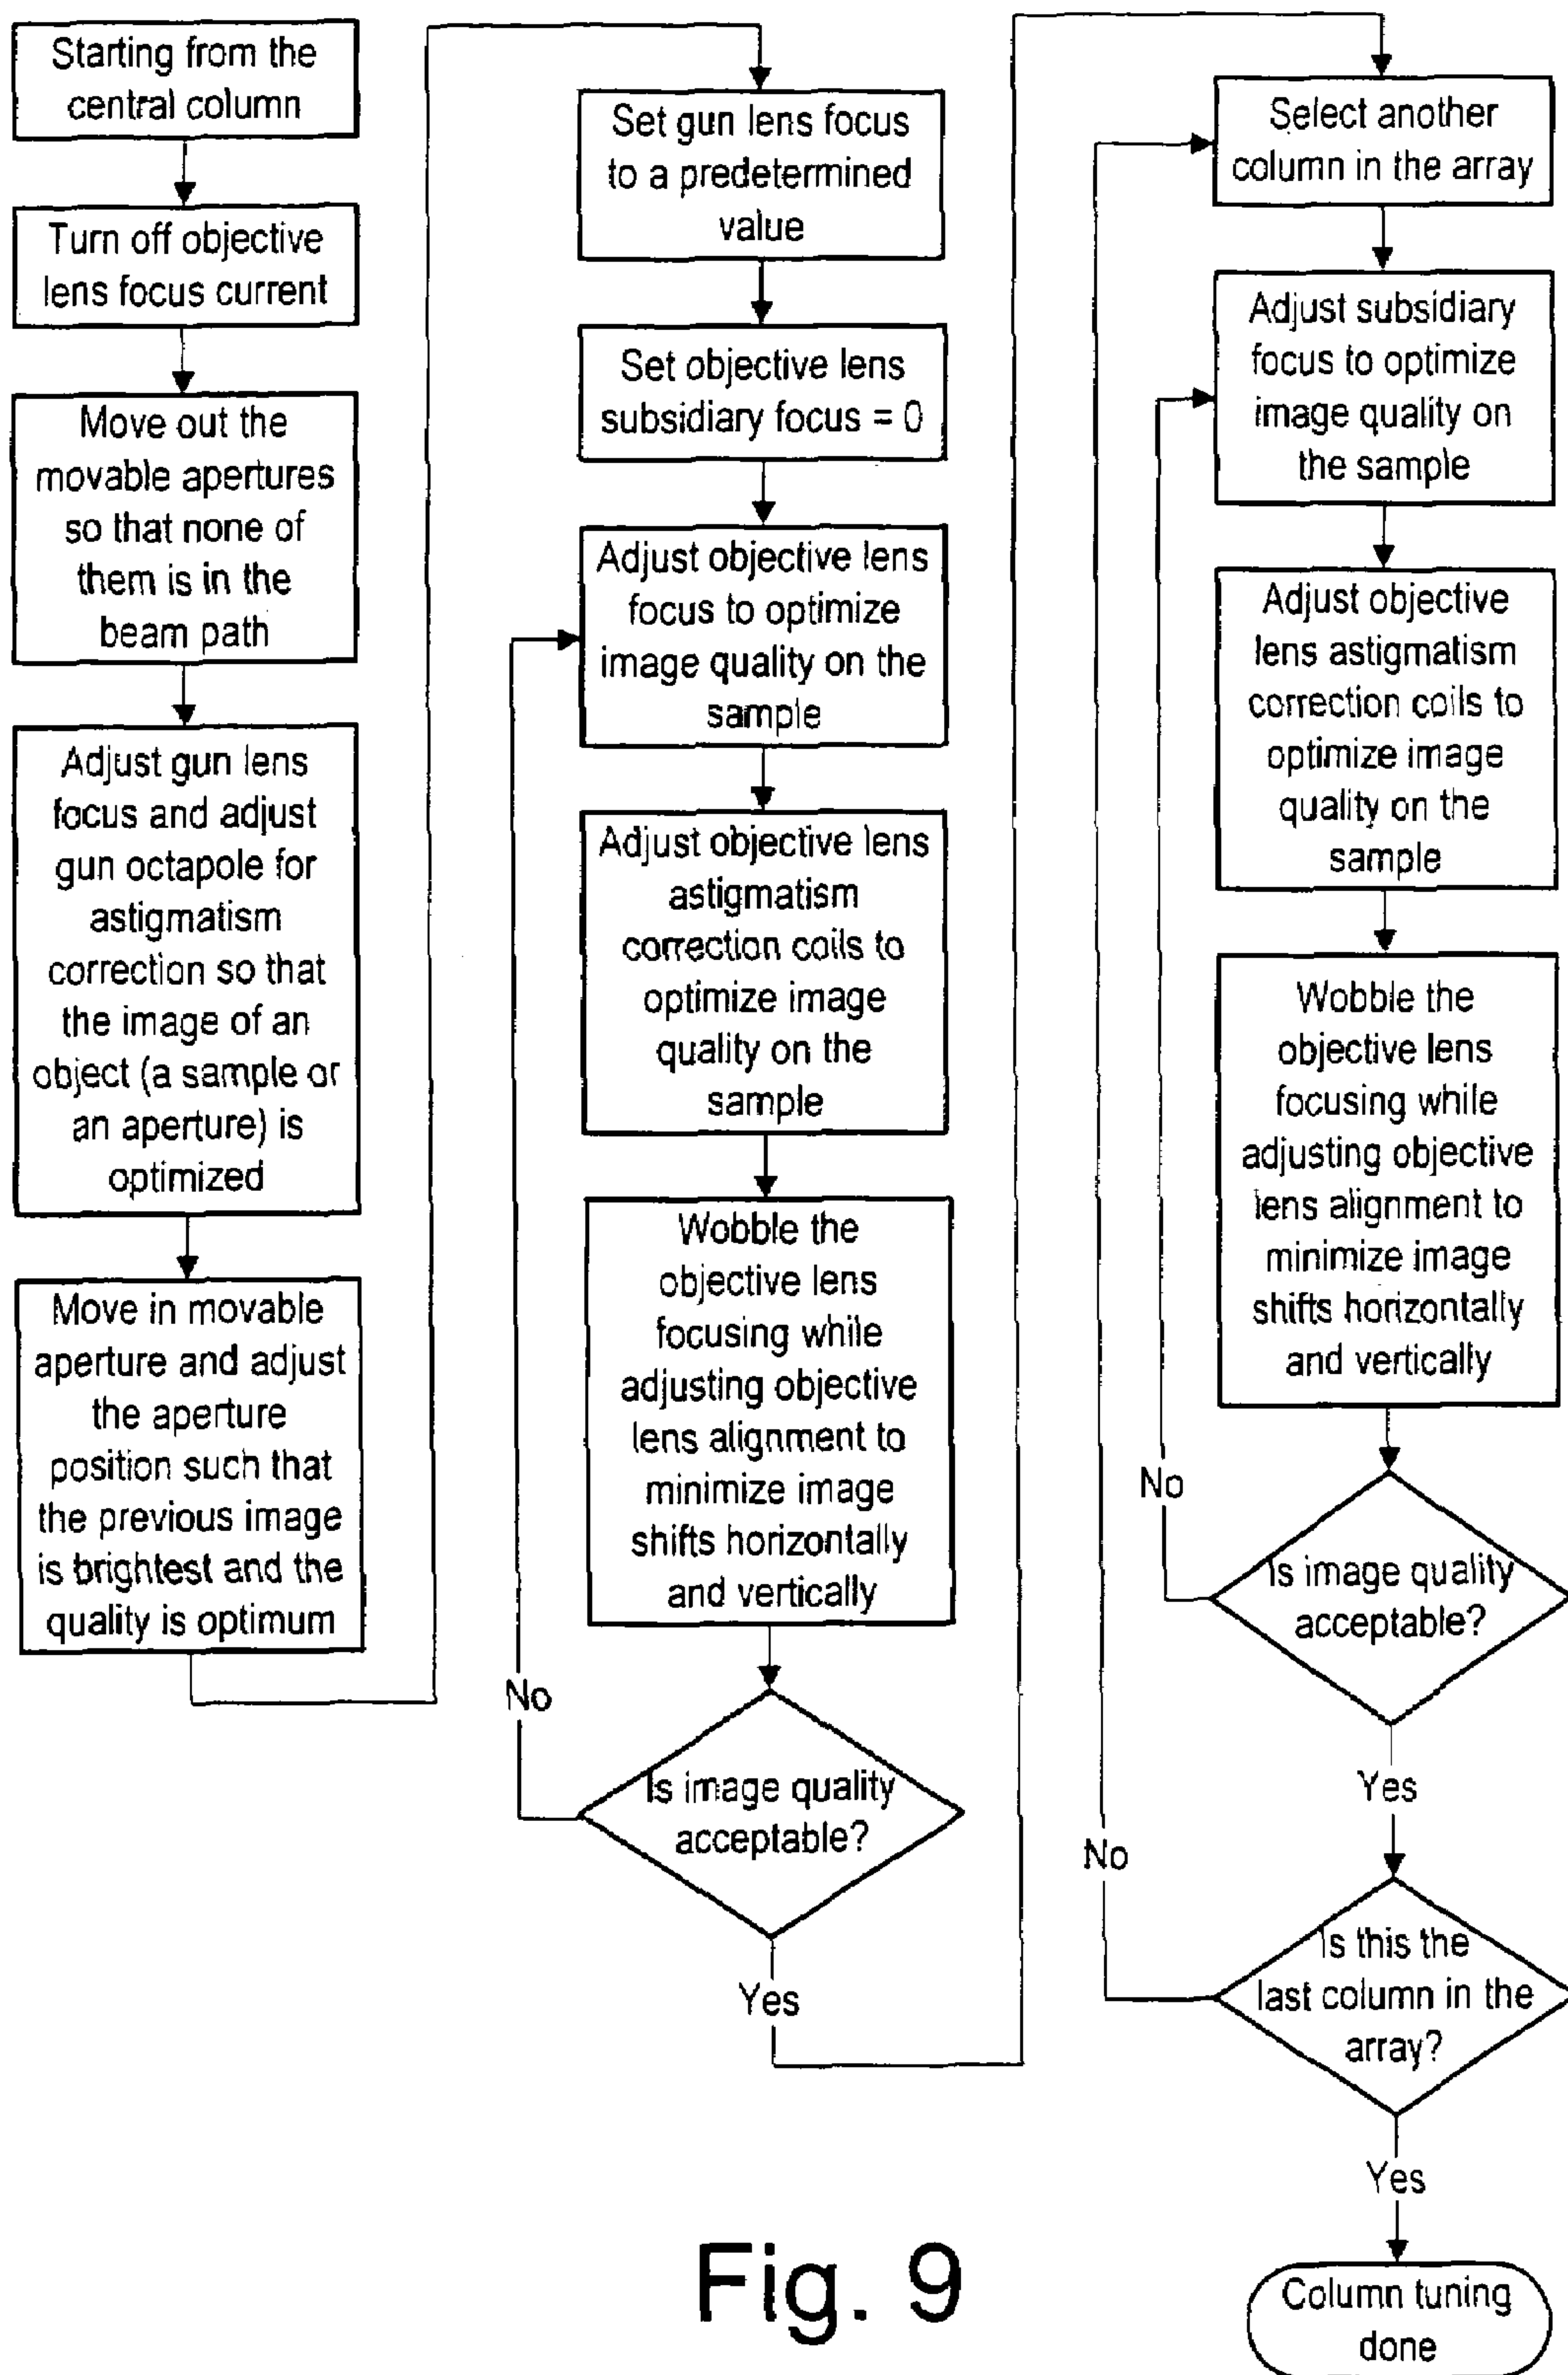 Starting from the
central column
Turn off objective
lens focus current
Move out the
movable apertures
so that none of
them is in the
beam path
Adjust gun lens
focus and adjust
gun octapole for
astigmatism
correction so that
the image of an
object (a sample or
an aperture) is
optimized
Move in movable
aperture and adjust
the aperture
position such that
the previous image
is brightest and the
quality is optimum
Set gun lens focus
to a predetermined
value
Set objective lens
subsidiary focus = 0
Adjust objective lens
focus to optimize
image quality on the
sample
Adjust objective lens
astigmatism
correction coils to
optimize image
quality on the
sample
Wobble the
objective lens
focusing while
adjusting objective
lens alignment to
minimize image
shifts horizontally
and vertically
No
Is image quality
acceptable?
Yes
Select another
column in the array
Adjust subsidiary
focus to optimize
image quality on
the sample
Adjust objective
lens astigmatism
correction coils to
optimize image
quality on the
sample
Wobble the
objective lens
focusing while
adjusting objective
lens alignment to
minimize image
shifts horizontally
and vertically
No
Is image quality
acceptable?
Yes
No
Is this the
last column in the
array?
Yes
Column tuning
done
Fig. 9